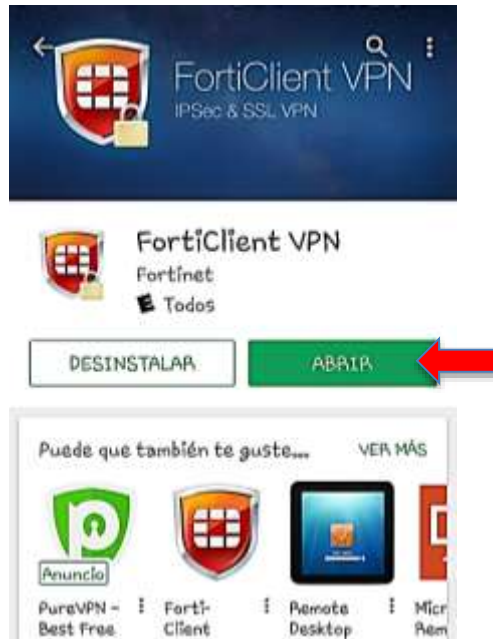 FortiClient VPN
IPSec & SSL VPN
FortiClient VPN
Fortinet
E Todos
DESINSTALAR
ABRIR
Puede que también te guste...
VER MÁS
Anuncio
PureVPN - Forti- Remote Micr
Best Free Client Desktop Rem